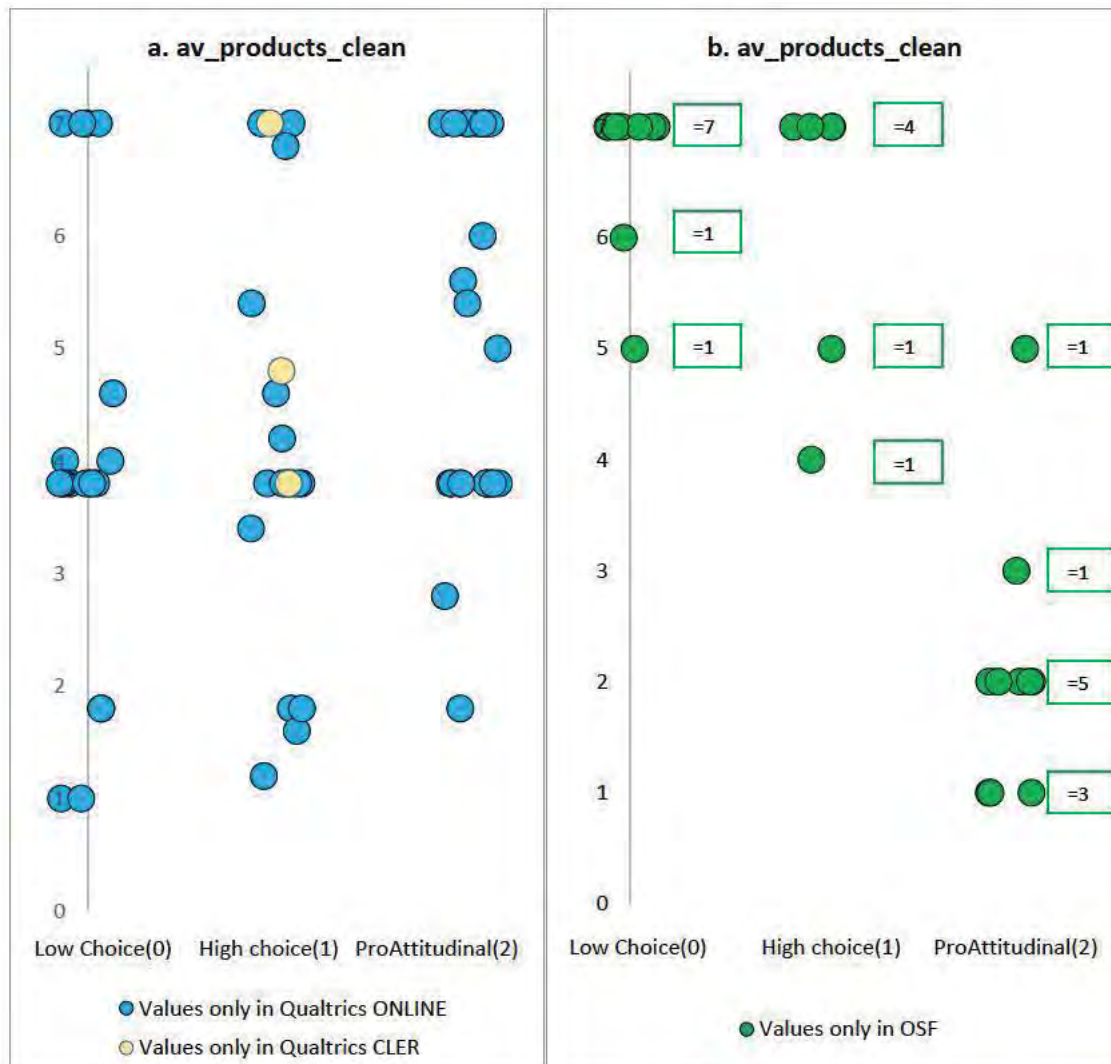 a. av_products_clean
7
6
5
4
3
2
1
0
Low Choice(0) High choice(1) ProAttitudinal(2)
Values only in Qualtrics ONLINE
Values only in Qualtrics CLER
b. av_products_clean
=7 =4
6 =1
5 =1 =1 =1
4 =1
3 =1
2 =5
1 =3
0
Low Choice(0) High choice(1) ProAttitudinal(2)
Values only in OSF